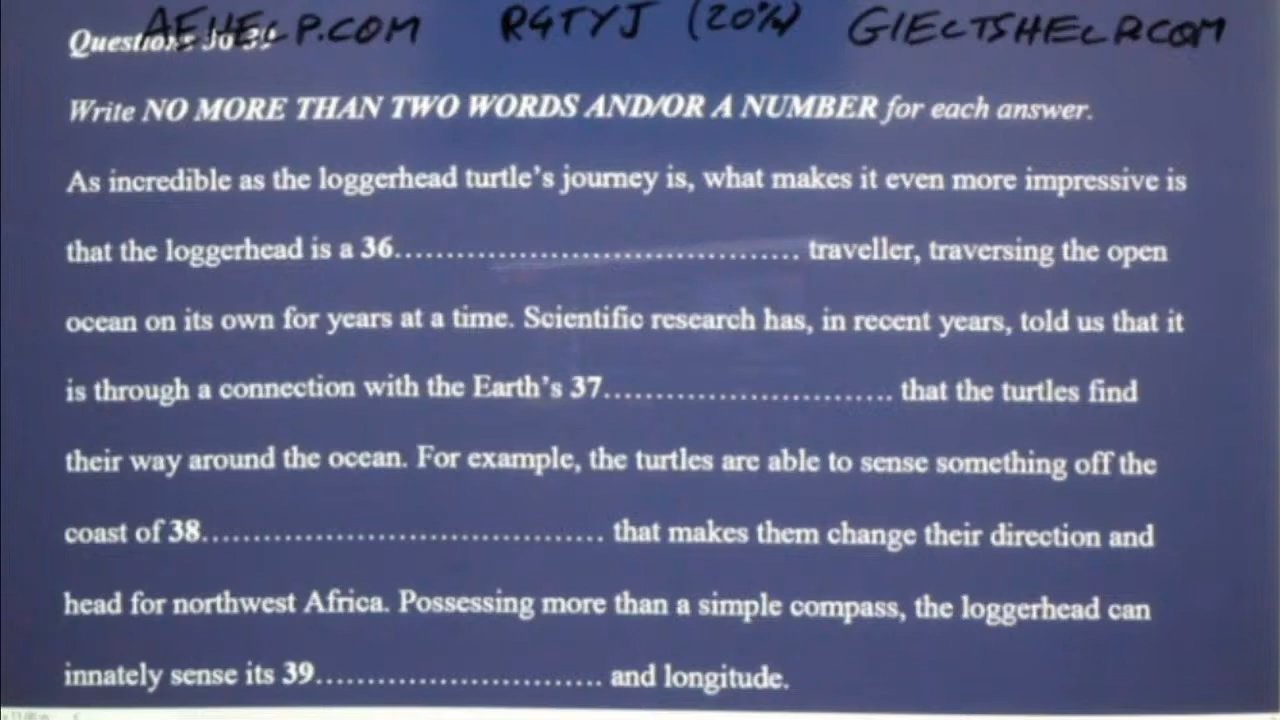 AEHELP.COM R4TYJ (20%) GIELTSHELP.COM
Questions 36 39
Write NO MORE THAN TWO WORDS AND/OR A NUMBER for each answer.
As incredible as the loggerhead turtle's journey is, what makes it even more impressive is
that the loggerhead is a 36........................................ traveller, traversing the open
ocean on its own for years at a time. Scientific research has, in recent years, told us that it
is through a connection with the Earth's 37............................. that the turtles find
their way around the ocean. For example, the turtles are able to sense something off the
coast of 38........................................ that makes them change their direction and
head for northwest Africa. Possessing more than a simple compass, the loggerhead can
innately sense its 39............................. and longitude.